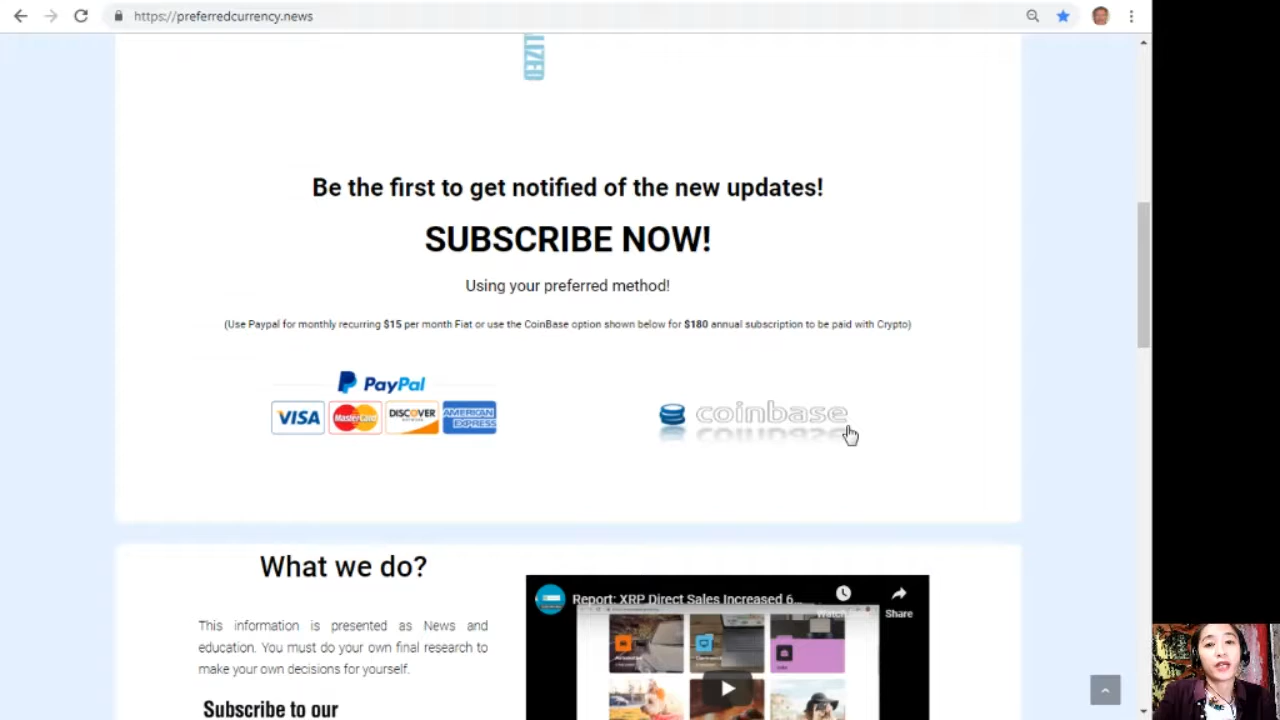 https://preferredcurrency.news
LIZED
Be the first to get notified of the new updates!
SUBSCRIBE NOW!
Using your preferred method!
(Use Paypal for monthly recurring $15 per month Fiat or use the CoinBase option shown below for $180 annual subscription to be paid with Crypto)
PayPal
VISA MasterCard DISCOVER AMERICAN EXPRESS
coinbase
What we do?
This information is presented as News and
education. You must do your own final research to
make your own decisions for yourself.
Subscribe to our
Report: XRP Direct Sales Increased 6...
Share